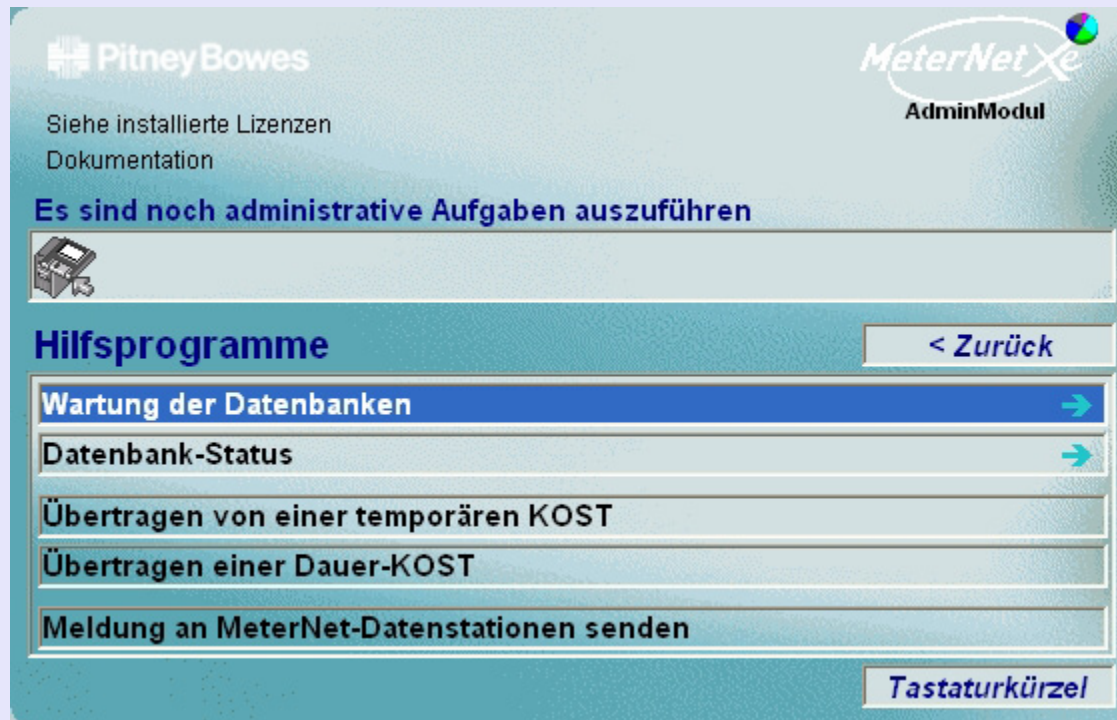 Pitney Bowes
MeterNet Xe
AdminModul
Siehe installierte Lizenzen
Dokumentation
Es sind noch administrative Aufgaben auszuführen
Hilfsprogramme
< Zurück
Wartung der Datenbanken
Datenbank-Status
Übertragen von einer temporären KOST
Übertragen einer Dauer-KOST
Meldung an MeterNet-Datenstationen senden
Tastaturkürzel